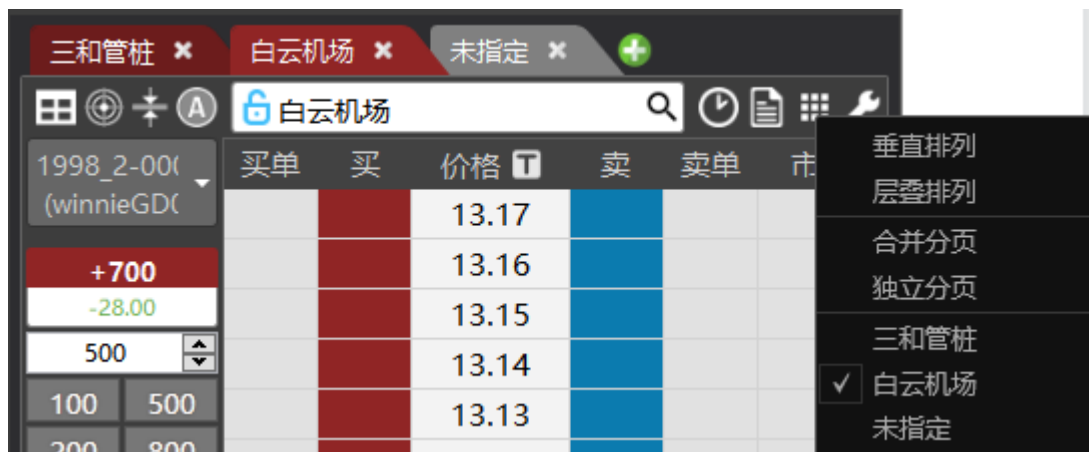 三和管桩 白云机场 未指定
A 白云机场
1998_2-00( 买单 买 价格 T 卖 卖单 市
(winnieGD(
垂直排列
层叠排列
合并分页
独立分页
三和管桩
白云机场
未指定
13.17
+700 13.16
-28.00 13.15
500 13.14
100 500 13.13
200 800